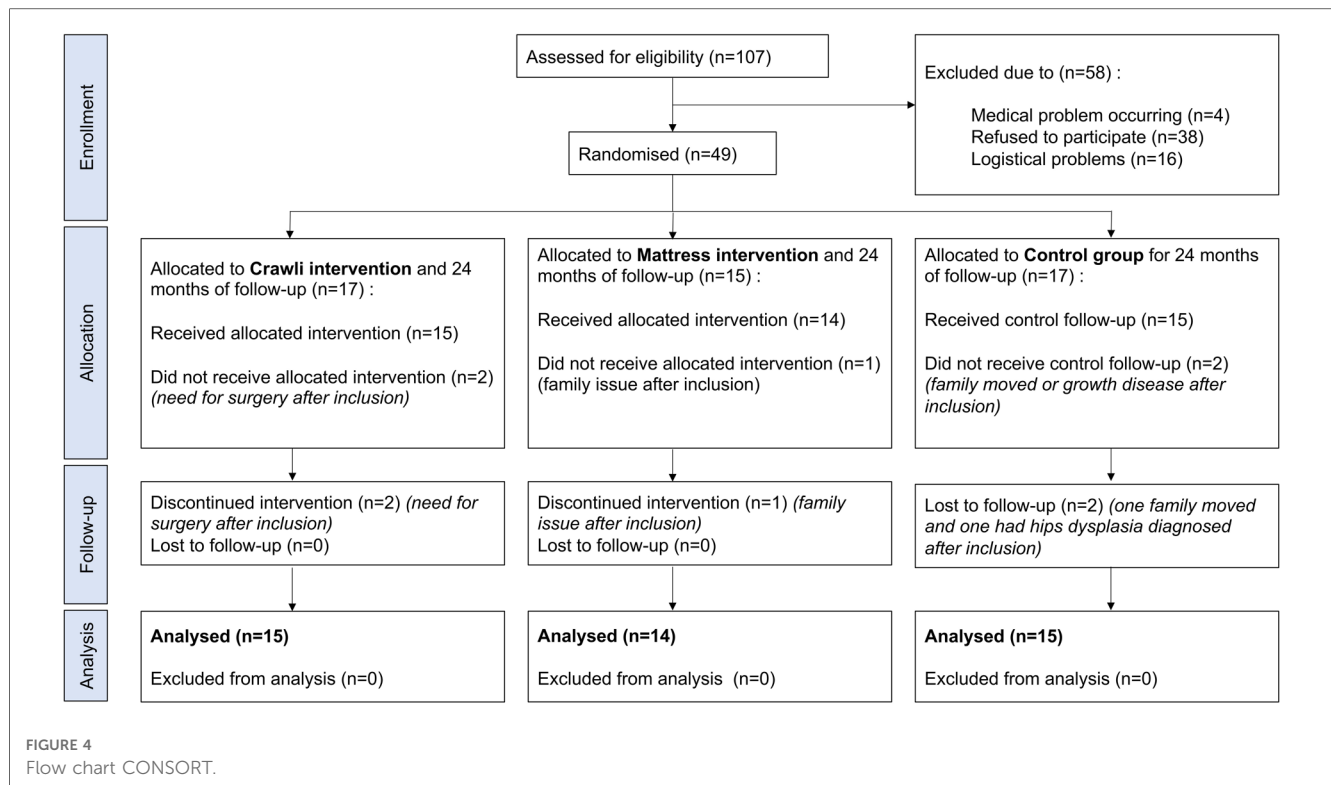 Enrollment
Assessed for eligibility (n=107)
Excluded due to (n=58) :
Medical problem occurring (n=4)
Refused to participate (n=38)
Logistical problems (n=16)
Randomised (n=49)
Allocation
Allocated to Crawli intervention and 24
months of follow-up (n=17) :
Received allocated intervention (n=15)
Did not receive allocated intervention (n=2)
(need for surgery after inclusion)
Allocated to Mattress intervention and 24
months of follow-up (n=15) :
Received allocated intervention (n=14)
Did not receive allocated intervention (n=1)
(family issue after inclusion)
Allocated to Control group for 24 months
of follow-up (n=17) :
Received control follow-up (n=15)
Did not receive control follow-up (n=2)
(family moved or growth disease after
inclusion)
Follow-up
Discontinued intervention (n=2) (need for
surgery after inclusion)
Lost to follow-up (n=0)
Discontinued intervention (n=1) (family
issue after inclusion)
Lost to follow-up (n=0)
Lost to follow-up (n=2) (one family moved
and one had hips dysplasia diagnosed
after inclusion)
Analysis
Analysed (n=15)
Excluded from analysis (n=0)
Analysed (n=14)
Excluded from analysis (n=0)
Analysed (n=15)
Excluded from analysis (n=0)
FIGURE 4
Flow chart CONSORT.